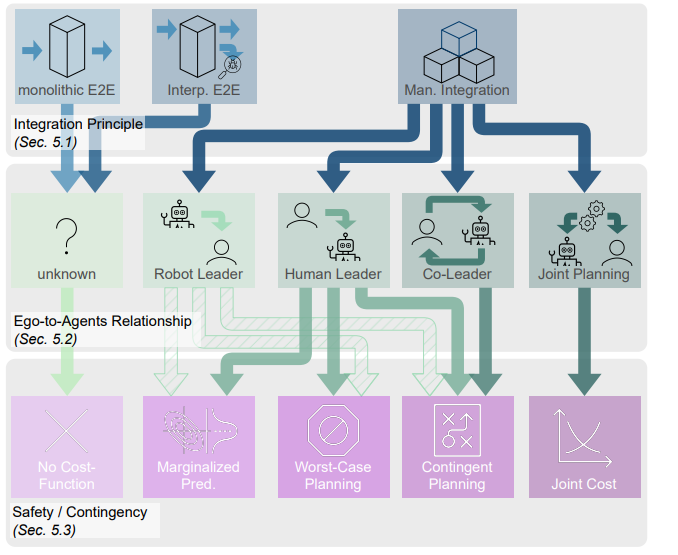 monolithic E2E
Interp. E2E
Man. Integration
Integration Principle
(Sec. 5.1)
?
unknown
Robot Leader
Human Leader
Co-Leader
Joint Planning
Ego-to-Agents Relationship
(Sec. 5.2)
No Cost-
Function
Marginalized
Pred.
Worst-Case
Planning
Contingent
Planning
Joint Cost
Safety / Contingency
(Sec. 5.3)